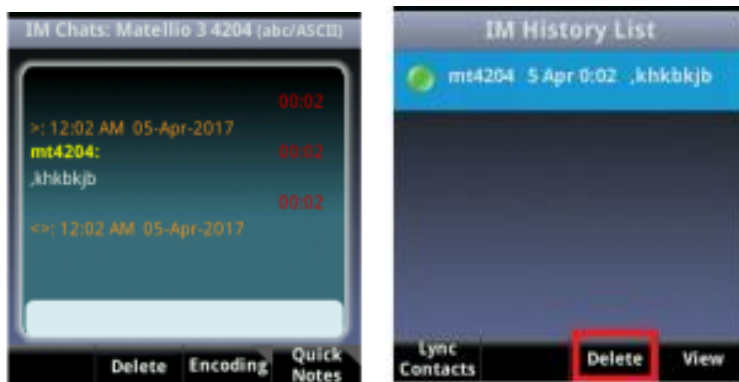 IM Chats: Matellio 3 4204 (abc/ASCII)
00:02
>: 12:02 AM 05-Apr-2017
mt4204: 00:02
,khkbkjb
00:02
<>: 12:02 AM 05-Apr-2017
Delete Encoding Quick Notes
IM History List
mt4204 5 Apr 0:02 ,khkbkjb
Lync Contacts Delete View